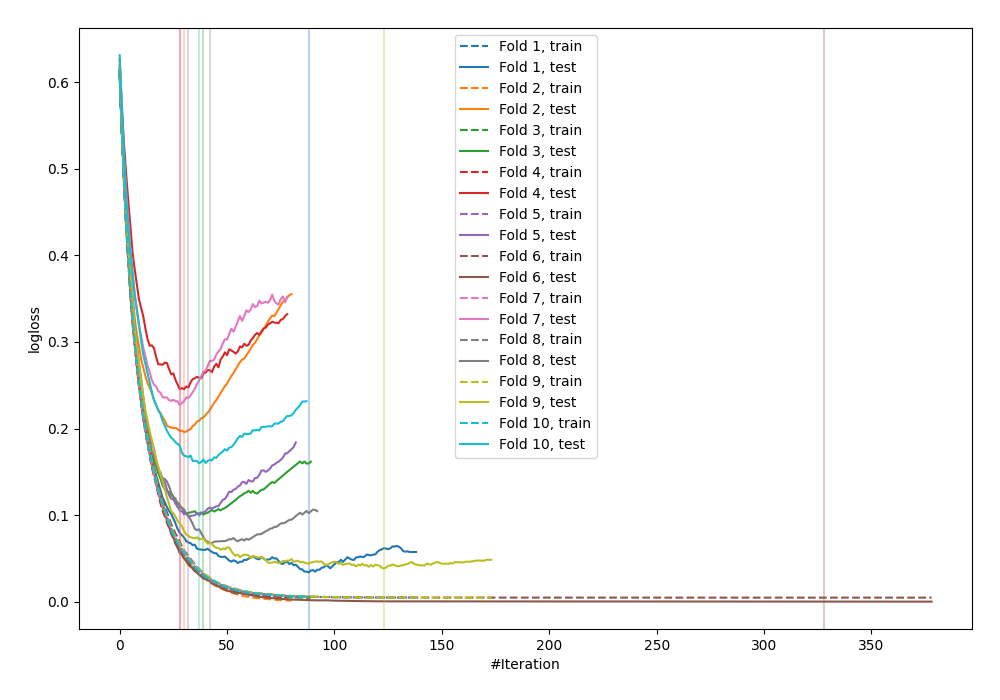 0.6
0.5
0.4
0.3
0.2
0.1
0.0
logloss
0
50
100
150
200
250
300
350
#Iteration
Fold 1, train
Fold 1, test
Fold 2, train
Fold 2, test
Fold 3, train
Fold 3, test
Fold 4, train
Fold 4, test
Fold 5, train
Fold 5, test
Fold 6, train
Fold 6, test
Fold 7, train
Fold 7, test
Fold 8, train
Fold 8, test
Fold 9, train
Fold 9, test
Fold 10, train
Fold 10, test